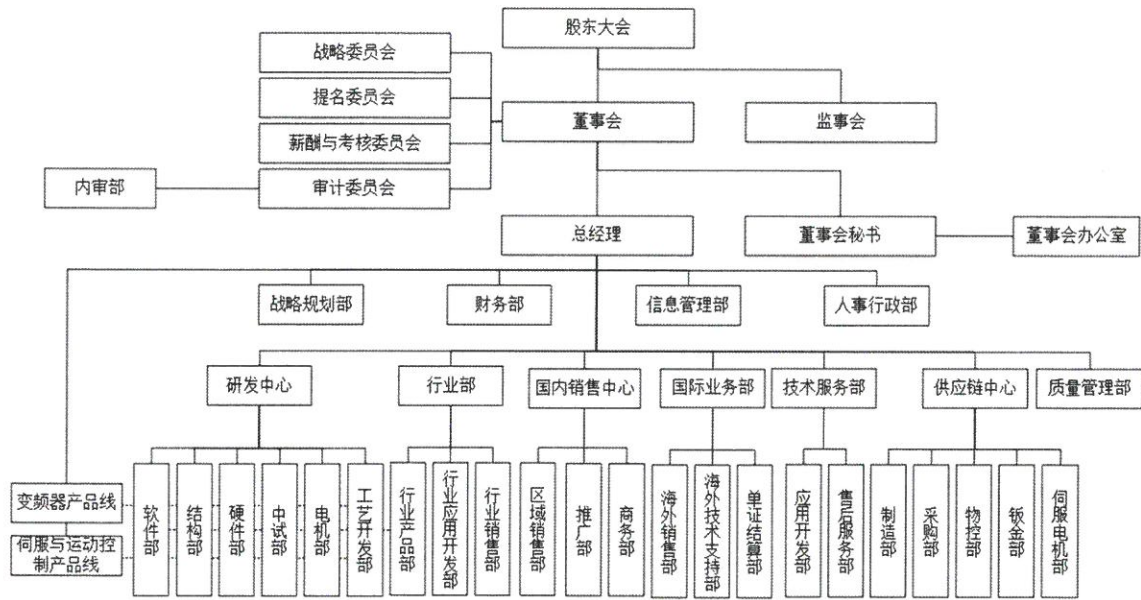 股东大会
战略委员会
提名委员会
董事会
监事会
薪酬与考核委员会
内审部
审计委员会
总经理
董事会秘书
董事会办公室
战略规划部
财务部
信息管理部
人事行政部
研发中心
行业部
国内销售中心
国际业务部
技术服务部
供应链中心
质量管理部
变频器产品线
伺服与运动控
制产品线
软件部
结构部
硬件部
中试部
电机部
工艺开发部
行业产品部
行业应用开发部
行业销售部
区域销售部
推广部
商务部
海外销售部
海外技术支持部
单证结算部
应用开发部
售后服务部
制造部
采购部
物控部
钣金部
伺服电机部